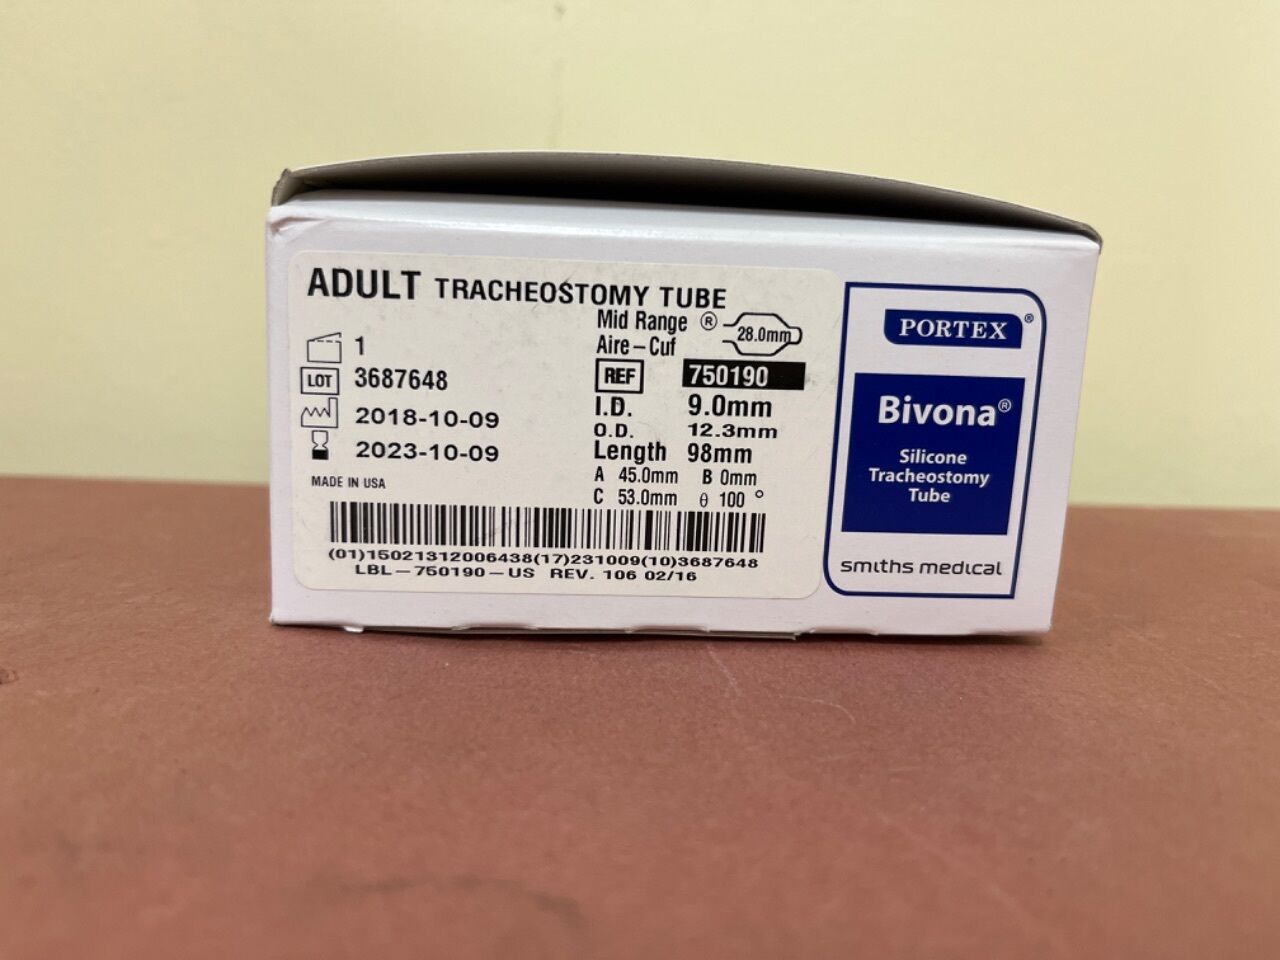 ADULT TRACHEOSTOMY TUBE
Mid Range ®
Aire-Cuf
28.0mm
1
LOT 3687648
2018-10-09
2023-10-09
MADE IN USA
REF 750190
I.D. 9.0mm
O.D. 12.3mm
Length 98mm
A 45.0mm B 0mm
C 53.0mm θ 100 °
(01)15021312006438(17)231009(10)3687648
LBL-750190-US REV. 106 02/16
PORTEX®
Bivona®
Silicone
Tracheostomy
Tube
smiths medical